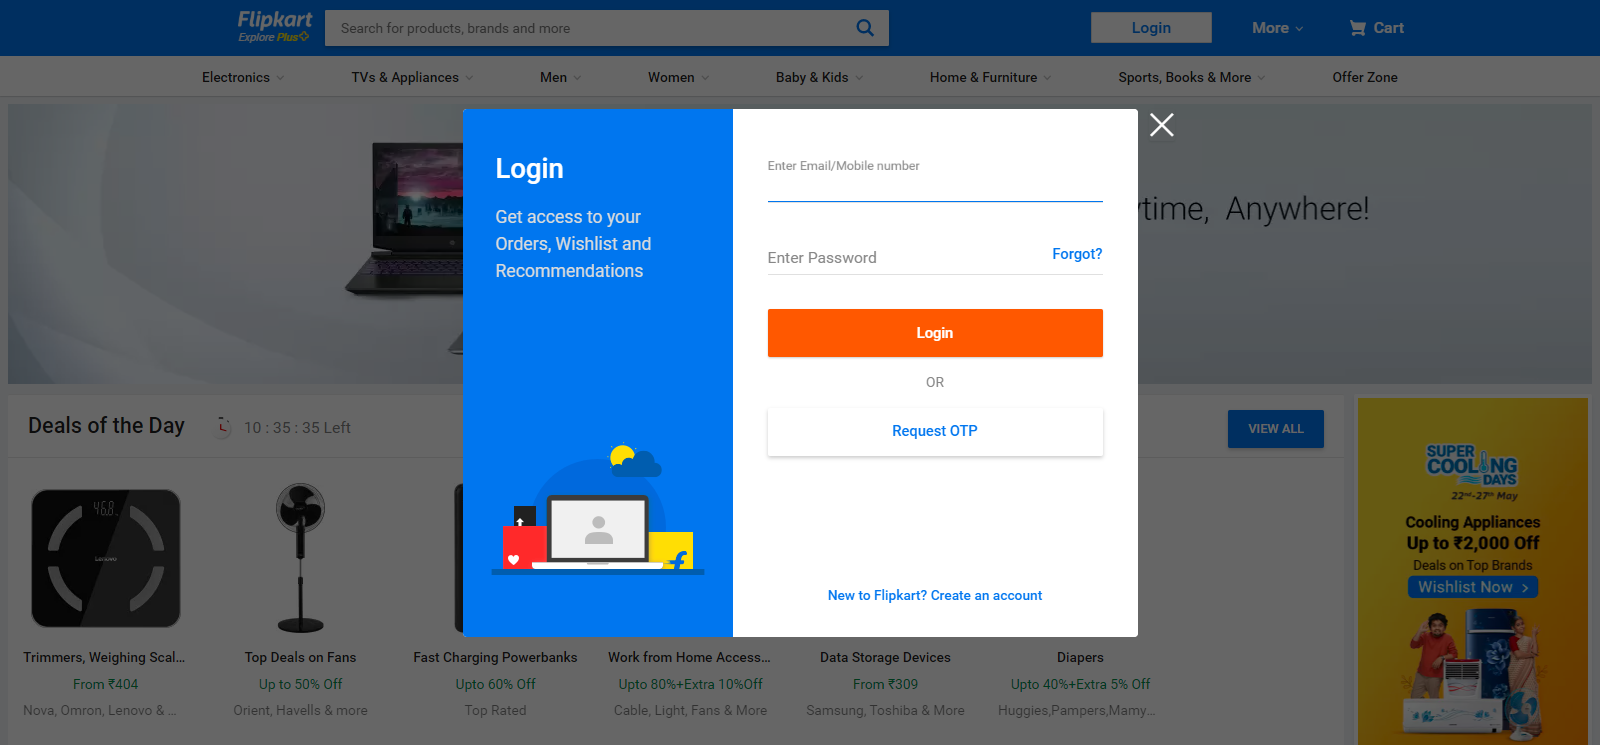 Flipkart
Explore Plus
Search for products, brands and more
Login
More
Cart
Electronics
TVs & Appliances
Men
Women
Baby & Kids
Home & Furniture
Sports, Books & More
Offer Zone
Login
Get access to your
Orders, Wishlist and
Recommendations
Enter Email/Mobile number
Enter Password
Forgot?
Login
OR
Request OTP
New to Flipkart? Create an account
ytime, Anywhere!
Deals of the Day
10 : 35 : 35 Left
VIEW ALL
46.8
Lenovo
Trimmers, Weighing Scal...
From ₹404
Nova, Omron, Lenovo & ...
Top Deals on Fans
Up to 50% Off
Orient, Havells & more
Fast Charging Powerbanks
Upto 60% Off
Top Rated
Work from Home Access...
Upto 80%+Extra 10%Off
Cable, Light, Fans & More
Data Storage Devices
From ₹309
Samsung, Toshiba & More
Diapers
Upto 40%+Extra 5% Off
Huggies,Pampers,Mamy...
SUPER
COOLING
DAYS
22nd-27th May
Cooling Appliances
Up to ₹2,000 Off
Deals on Top Brands
Wishlist Now >